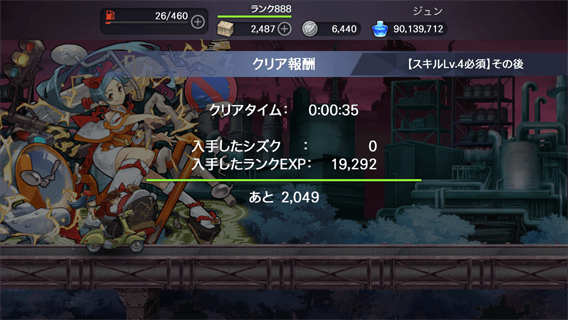 26/460
ランク888
2,487
6,440
ジュン
90,139,712
クリア報酬
【スキルLv.4必須】その後
クリアタイム： 0:00:35
入手したシズク ： 0
入手したランクEXP： 19,292
あと 2,049